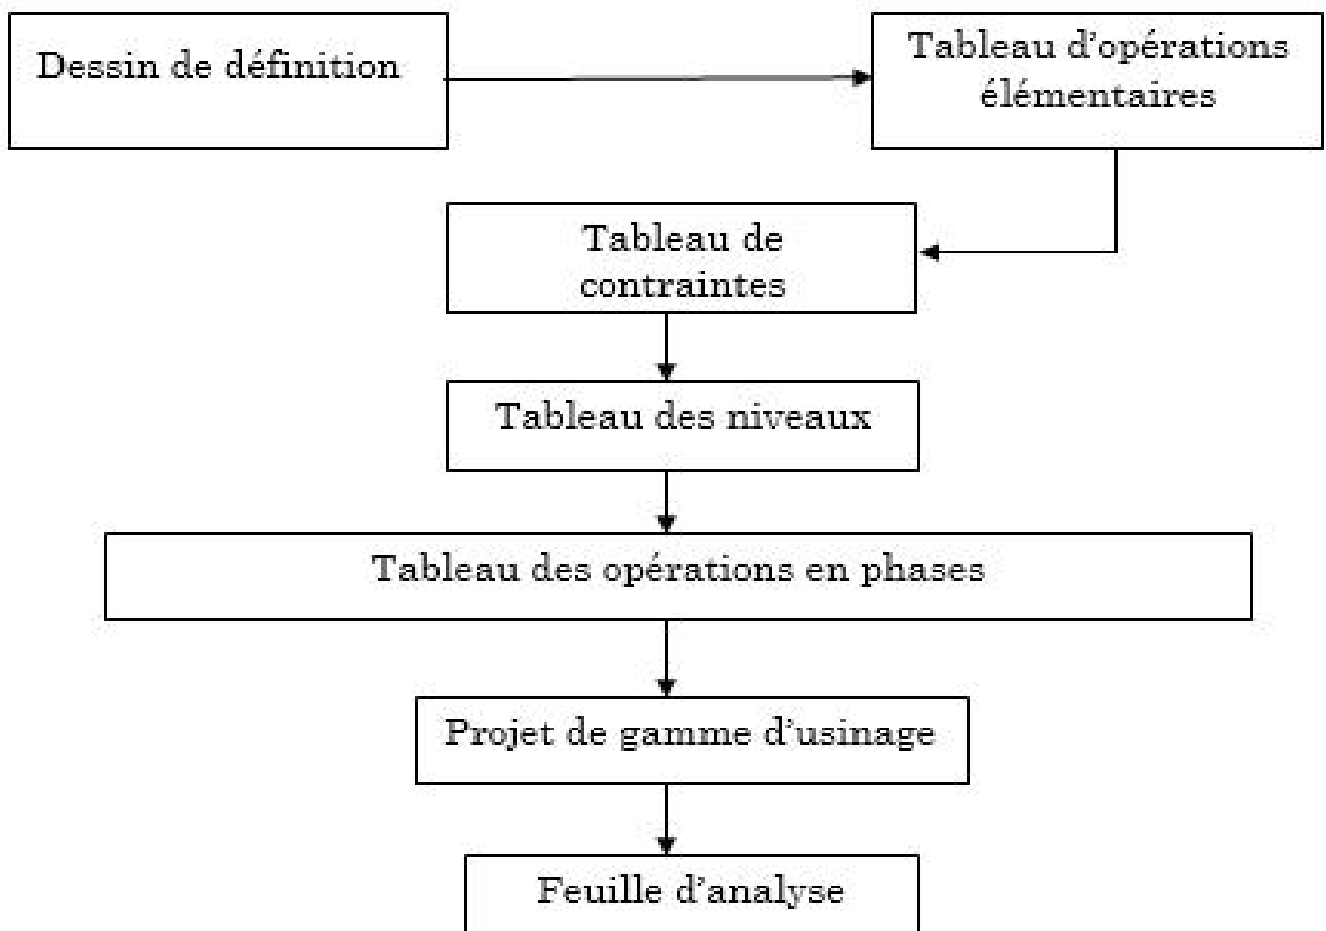 Dessin de définition
Tableau d'opérations
élémentaires
Tableau de
contraintes
Tableau des niveaux
Tableau des opérations en phases
Projet de gamme d'usinage
Feuille d'analyse